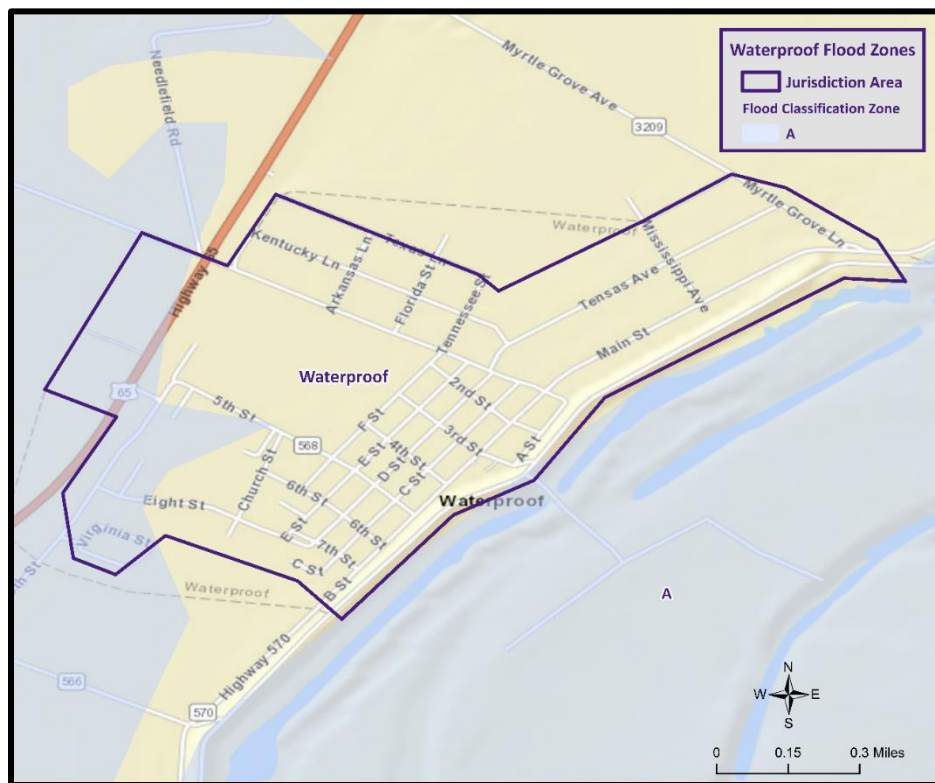 Waterproof Flood Zones
Jurisdiction Area
Flood Classification Zone
A
Needlefield Rd
Myrtle Grove Ave
3209
Myrtle Grove Ln
Waterproof
Mississippi Ave
Highway 65
Kentucky Ln
Texas Ln
Arkansas Ln
Florida St
Tennessee St
Tensas Ave
Main St
Waterproof
65
5th St
2nd St
F St
3rd St
A St
568
E St
4th St
D St
C St
Church St
6th St
Waterproof
Eight St
E St
6th St
7th St
Virginia St
C St
B St
Waterproof
A
Highway 570
566
570
N
W E
S
0 0.15 0.3 Miles